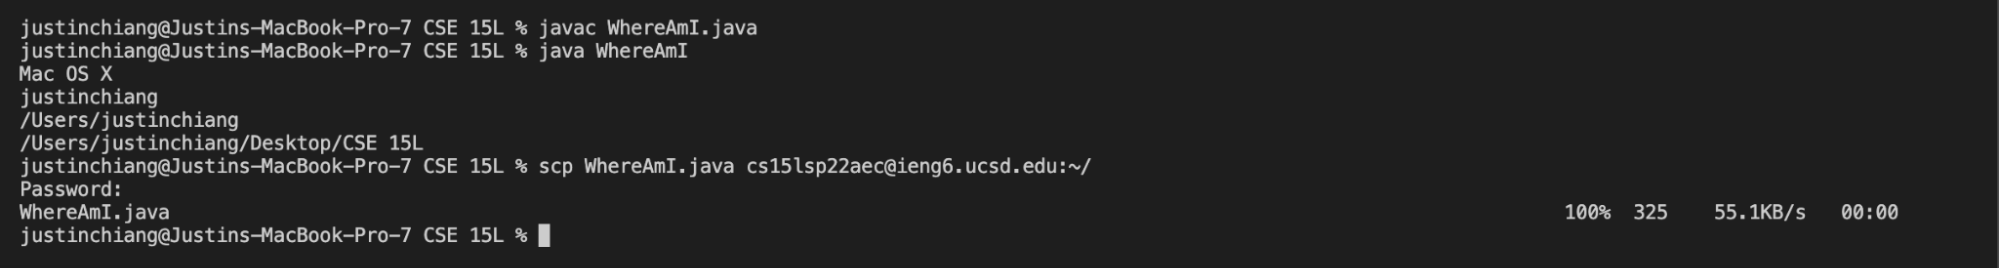 justinchiang@Justins-MacBook-Pro-7 CSE 15L % javac WhereAmI.java
justinchiang@Justins-MacBook-Pro-7 CSE 15L % java WhereAmI
Mac OS X
justinchiang
/Users/justinchiang
/Users/justinchiang/Desktop/CSE 15L
justinchiang@Justins-MacBook-Pro-7 CSE 15L % scp WhereAmI.java cs15lsp22aec@ieng6.ucsd.edu:~/
Password:
WhereAmI.java 100% 325 55.1KB/s 00:00
justinchiang@Justins-MacBook-Pro-7 CSE 15L %